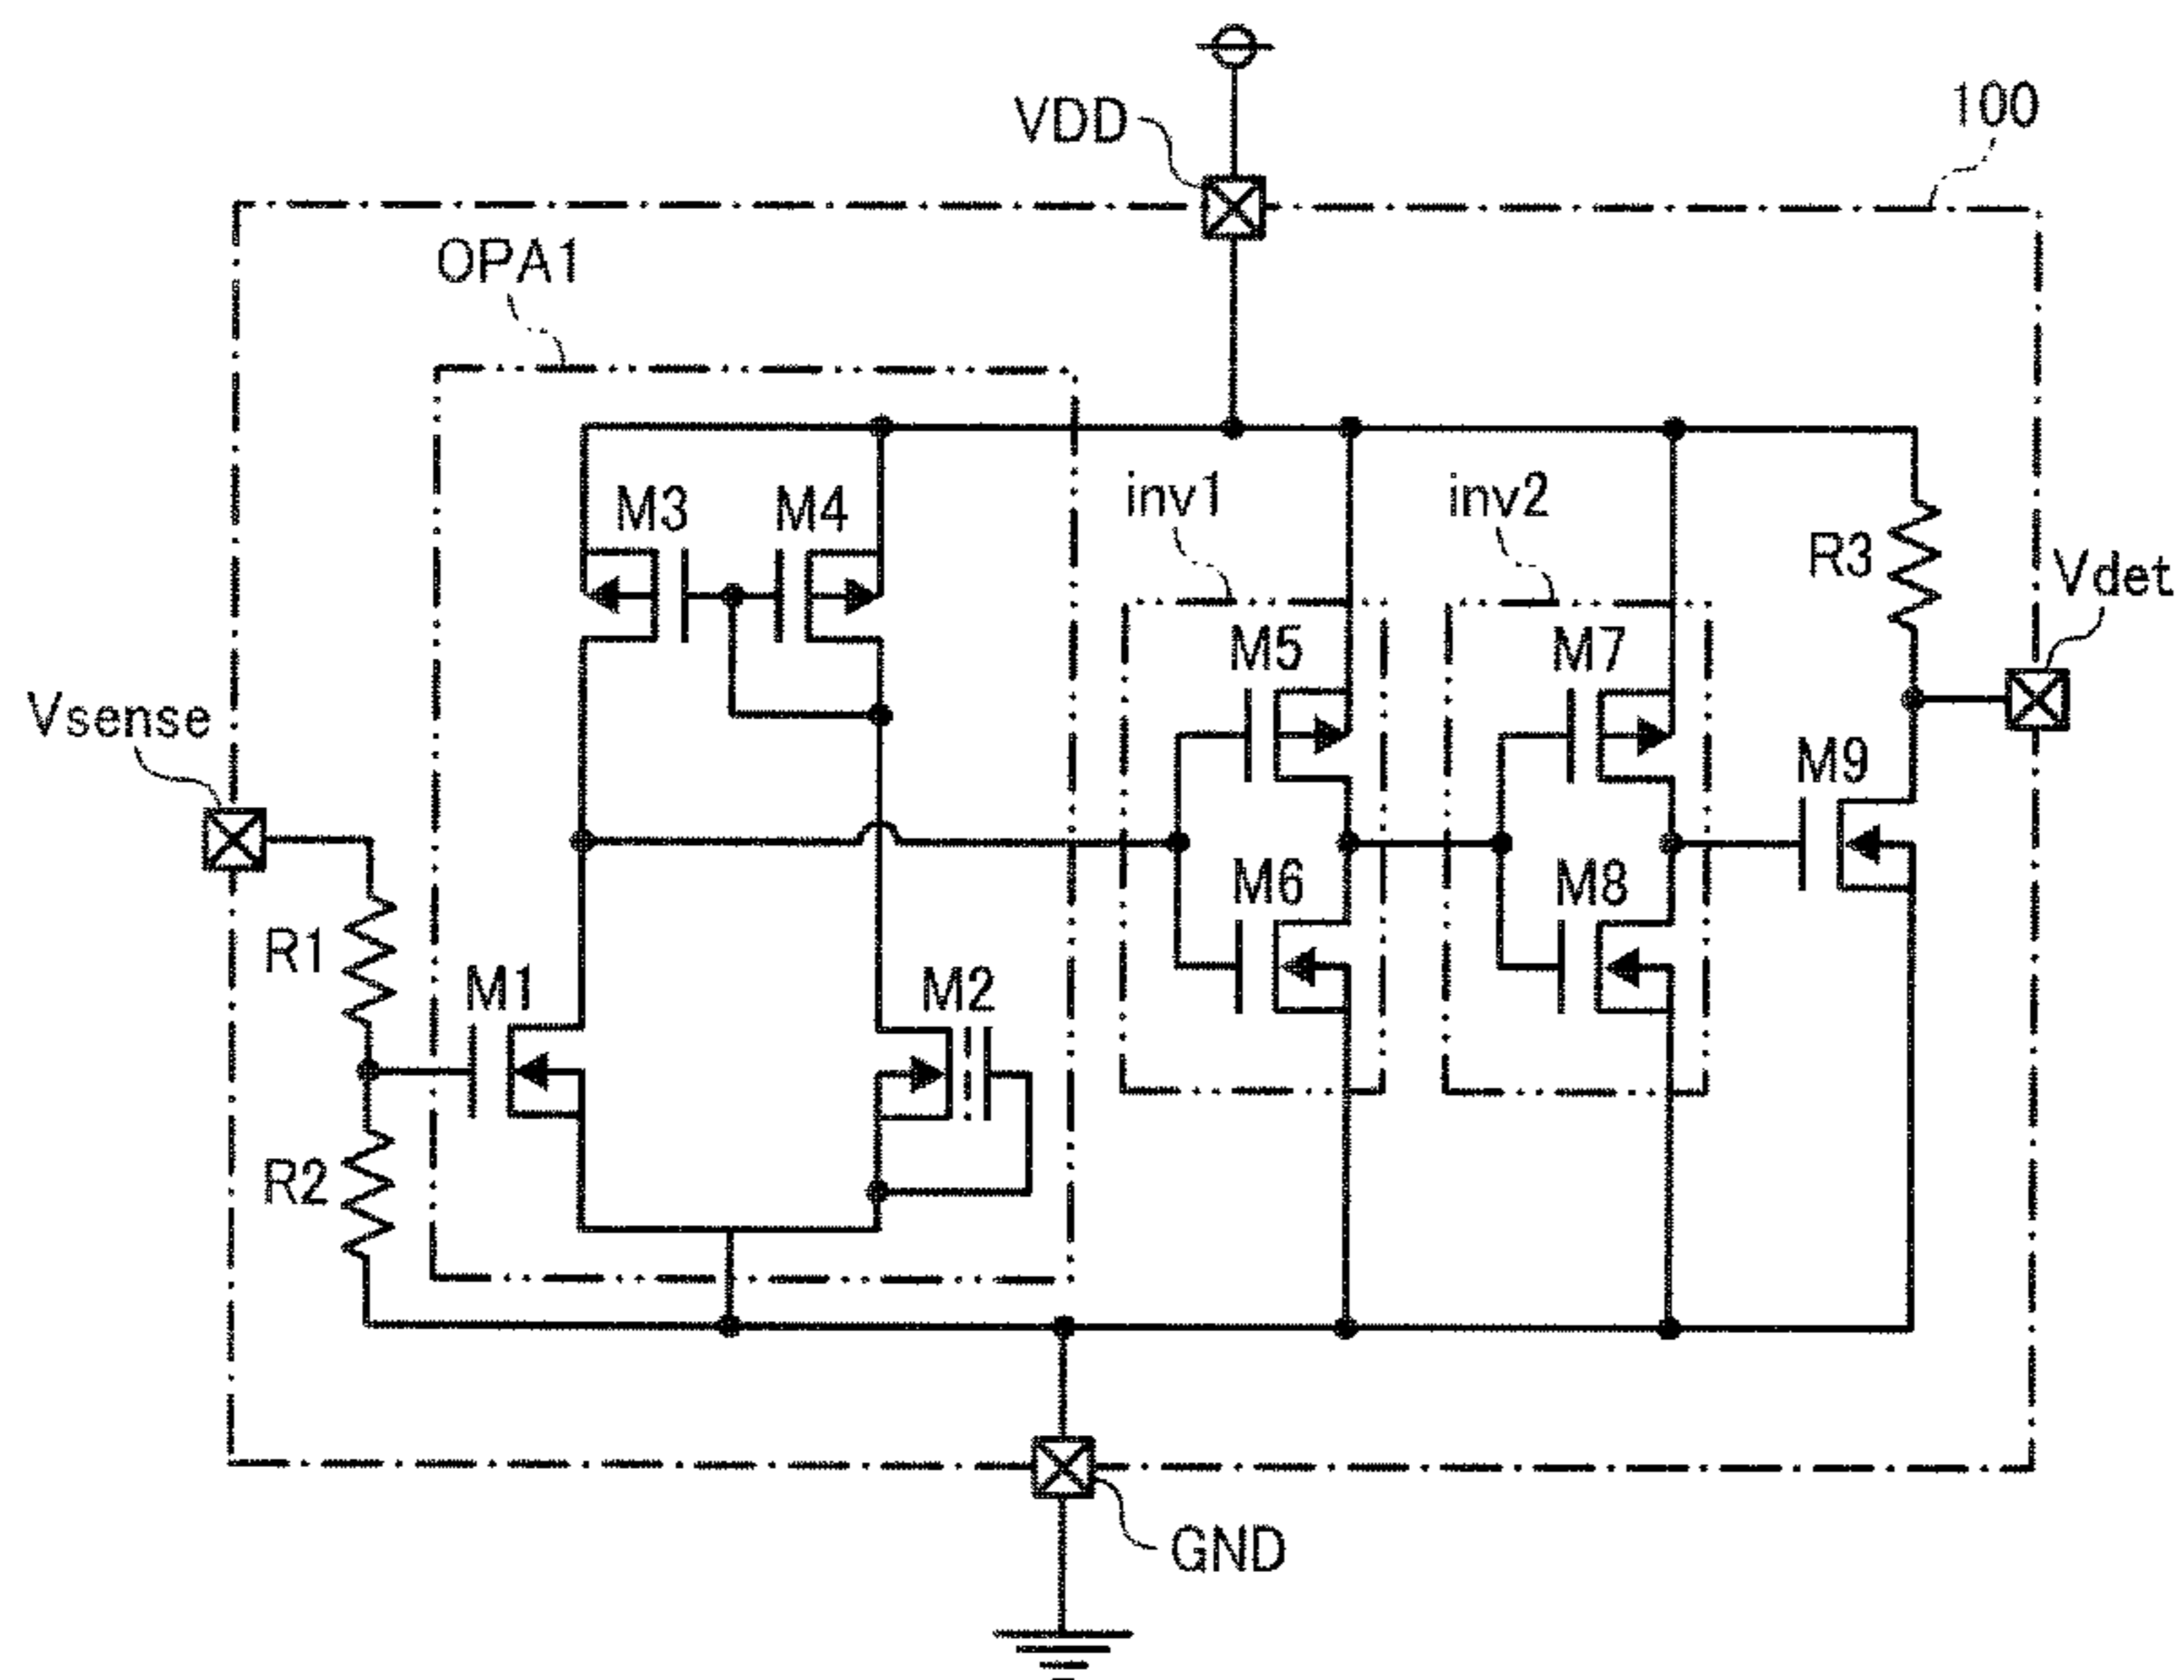 VDD
100
OPA1
M3
M4
inv1
inv2
R3
Vdet
M5
M7
Vsense
M9
M6
M8
R1
M1
M2
R2
GND